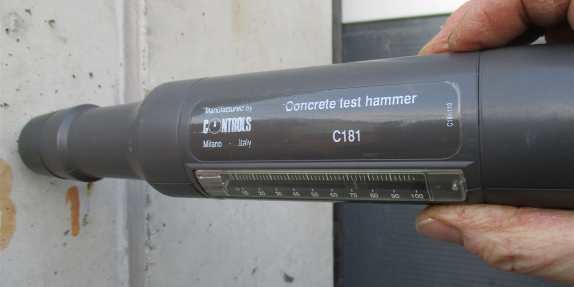 Manufactured by
CONTROLS
Milano - Italy
Concrete test hammer
C181
10 20 30 40 50 60 70 80 90 100